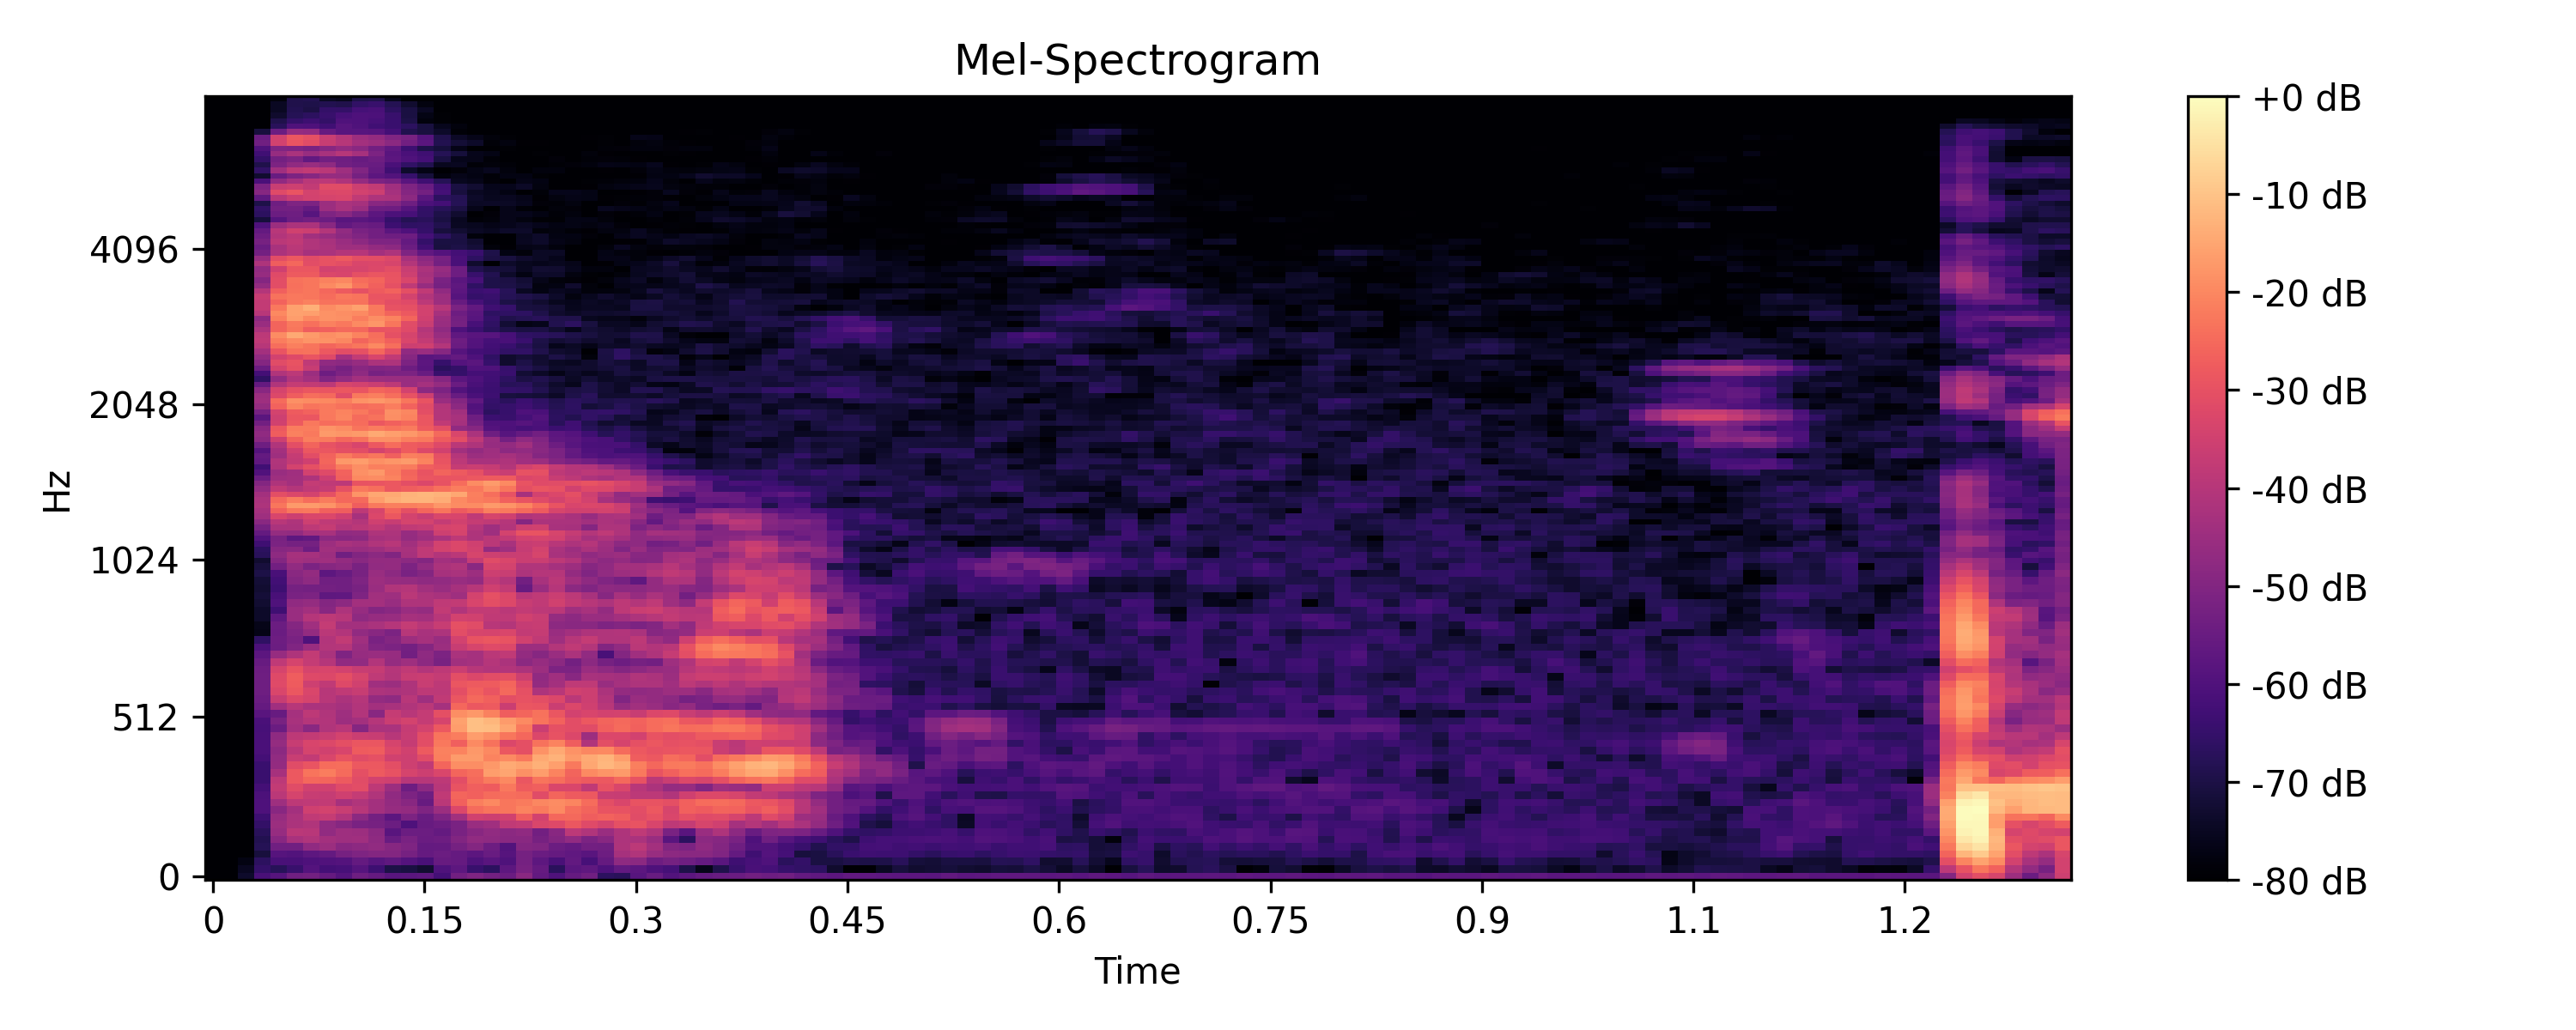 Mel-Spectrogram
Hz
4096
2048
1024
512
0
0 0.15 0.3 0.45 0.6 0.75 0.9 1.1 1.2
Time
+0 dB
-10 dB
-20 dB
-30 dB
-40 dB
-50 dB
-60 dB
-70 dB
-80 dB